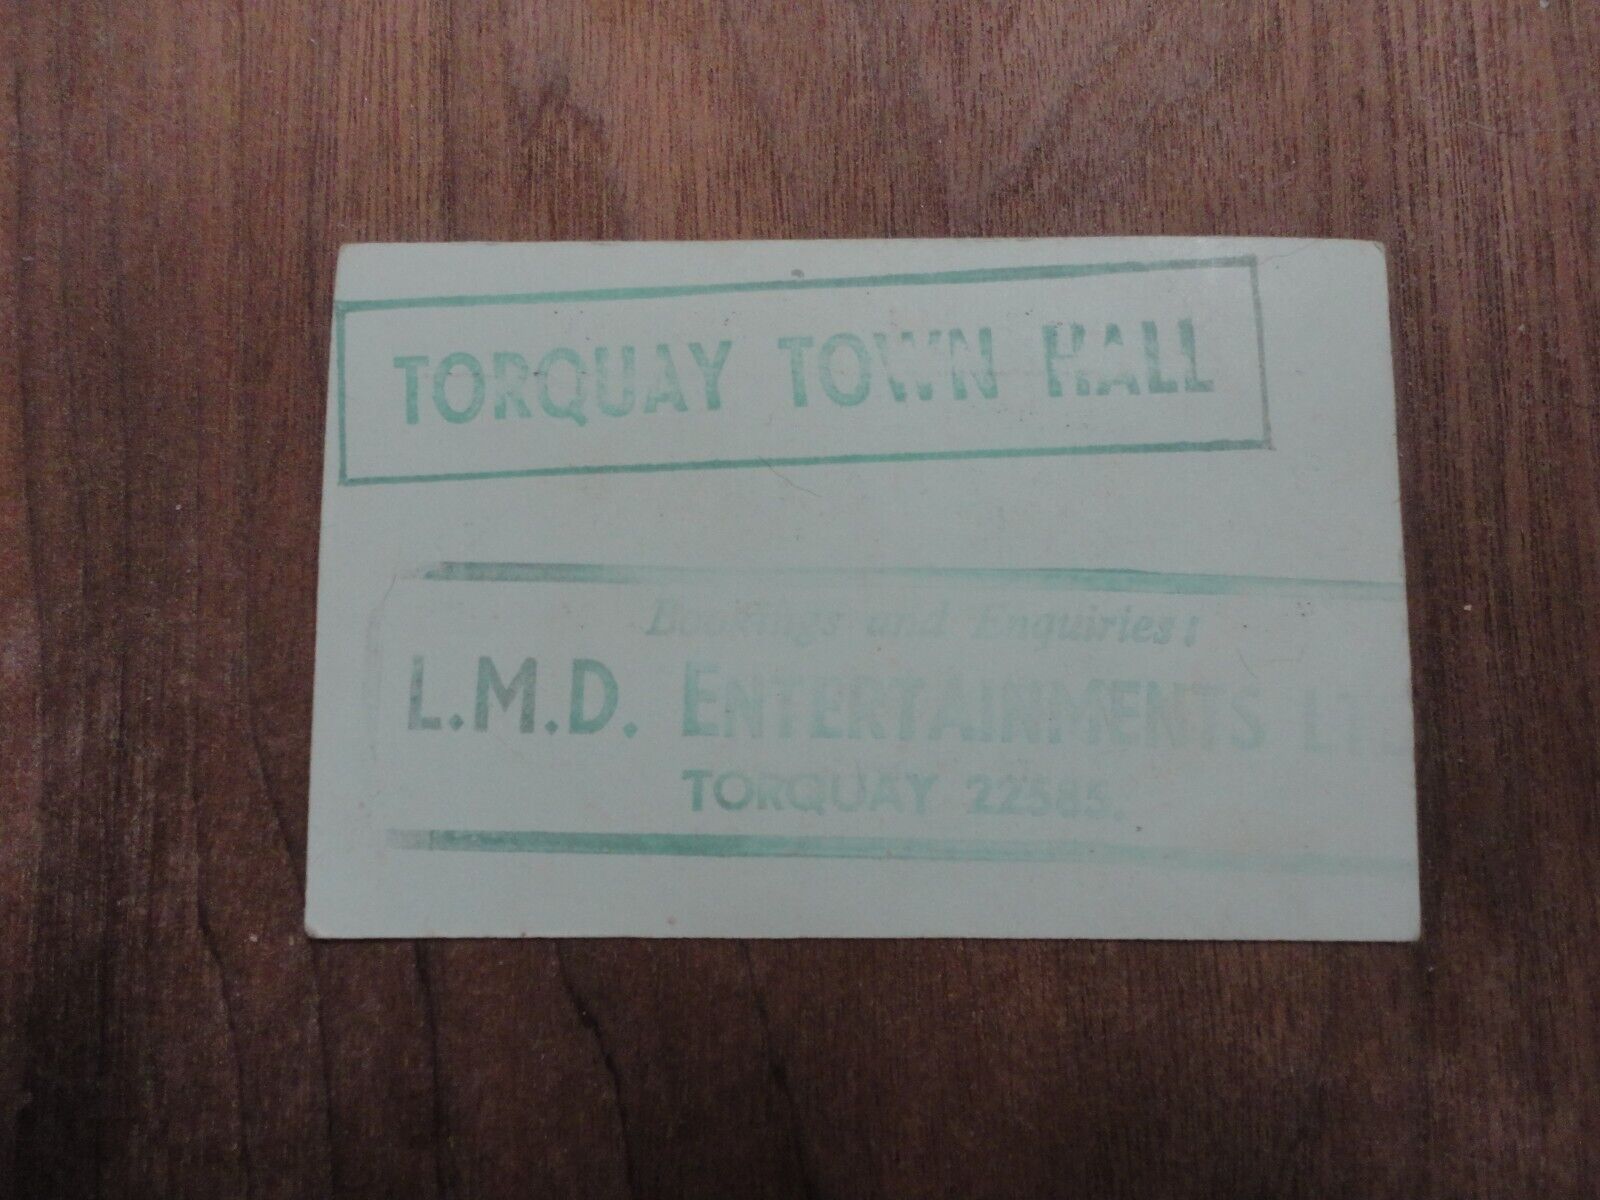 TORQUAY TOWN HALL
Bookings and Enquiries:
L.M.D. ENTERTAINMENTS LTD
TORQUAY 22585.